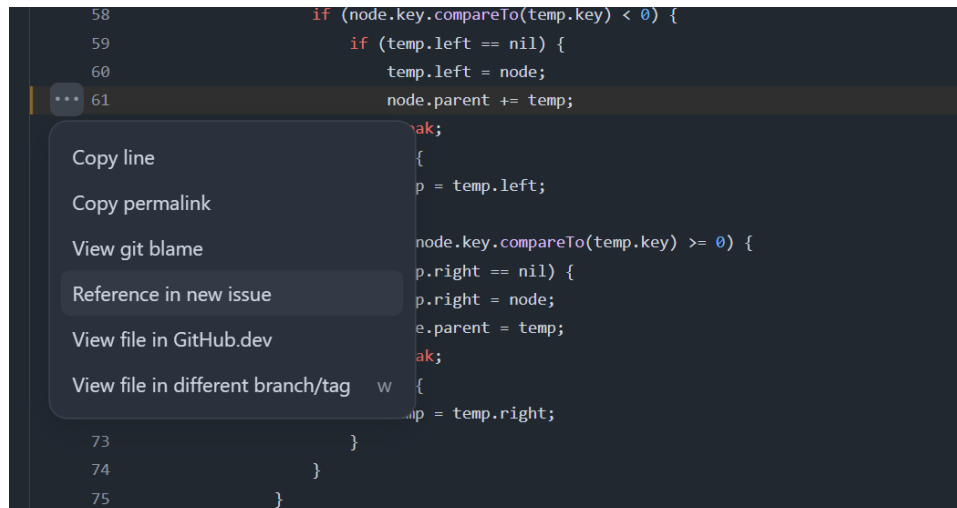 58 if (node.key.compareTo(temp.key) < 0) {
59 if (temp.left == nil) {
60 temp.left = node;
61 node.parent += temp;
ak;
Copy line
{
p = temp.left;
Copy permalink
View git blame
node.key.compareTo(temp.key) >= 0) {
p.right == nil) {
Reference in new issue
p.right = node;
e.parent = temp;
View file in GitHub.dev
ak;
View file in different branch/tag w
{
mp = temp.right;
73 }
74 }
75 }